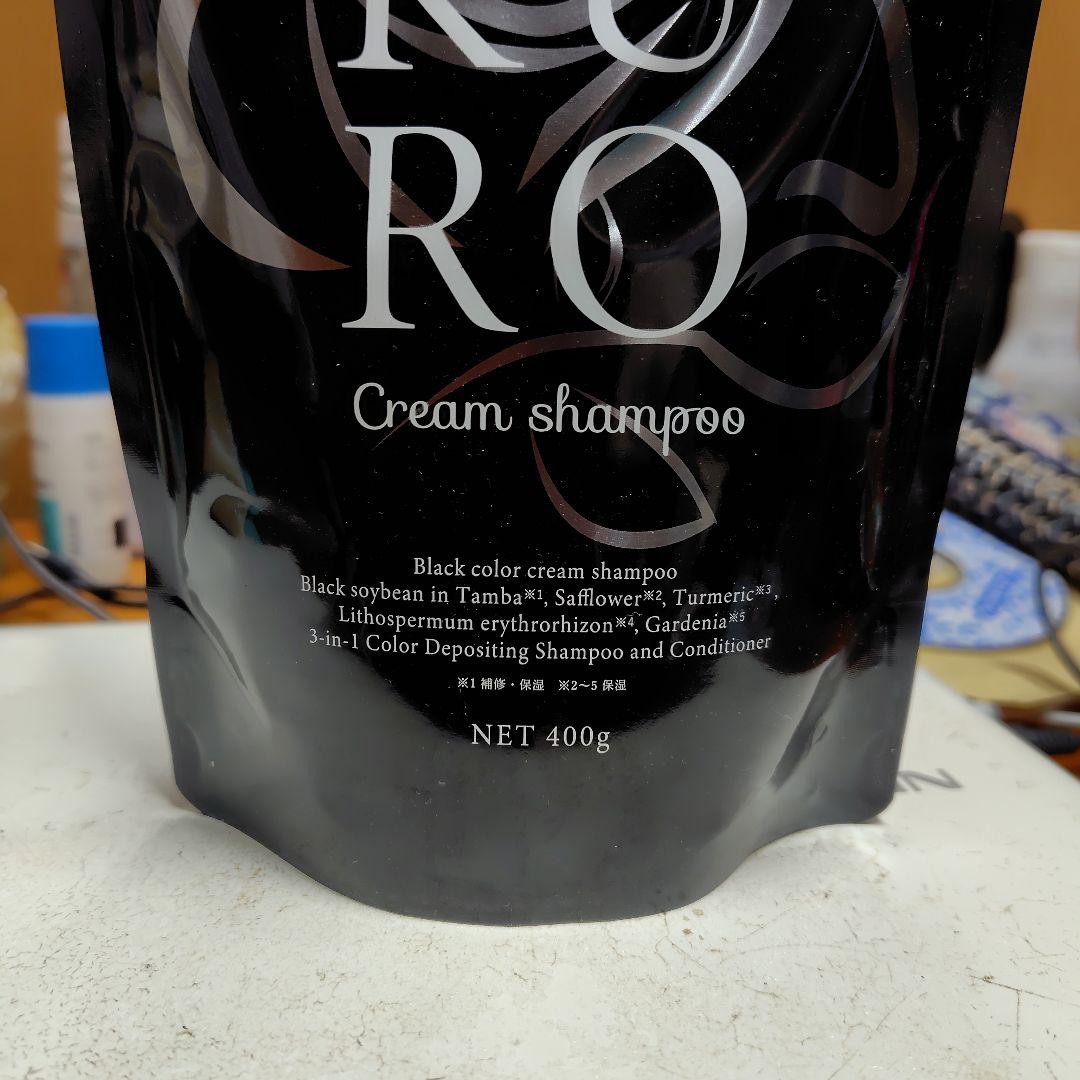 RO
Cream shampoo
Black color cream shampoo
Black soybean in Tamba※1, Safflower※2, Turmeric※3,
Lithospermum erythrorhizon※4, Gardenia※5
3-in-1 Color Depositing Shampoo and Conditioner
※1 補修・保湿 ※2〜5 保湿
NET 400g